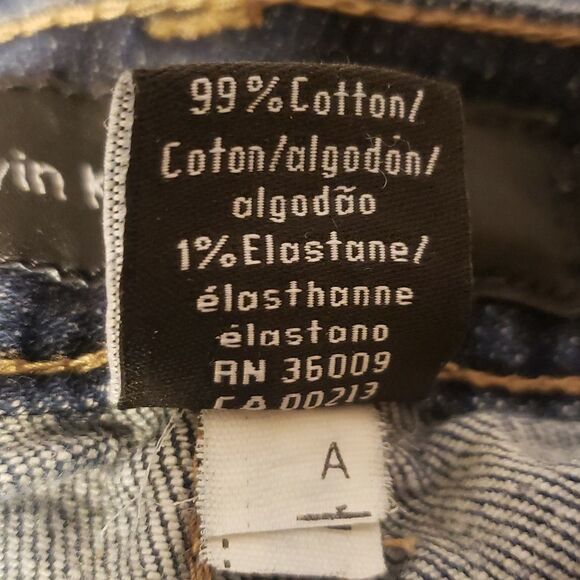 99%Cotton/
Coton/algodón/
algodão
1%Elastane/
élasthanne
élastano
RN 36009
CA 00213
A